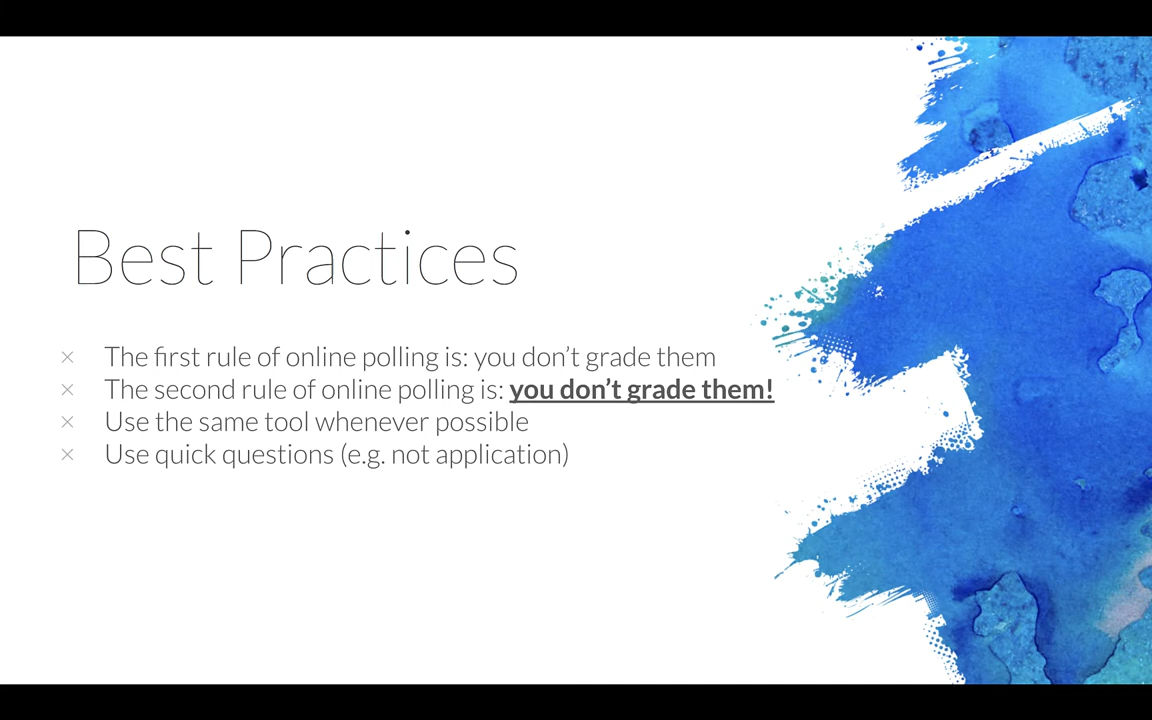 Best Practices
× The first rule of online polling is: you don’t grade them
× The second rule of online polling is: you don’t grade them!
× Use the same tool whenever possible
× Use quick questions (e.g. not application)